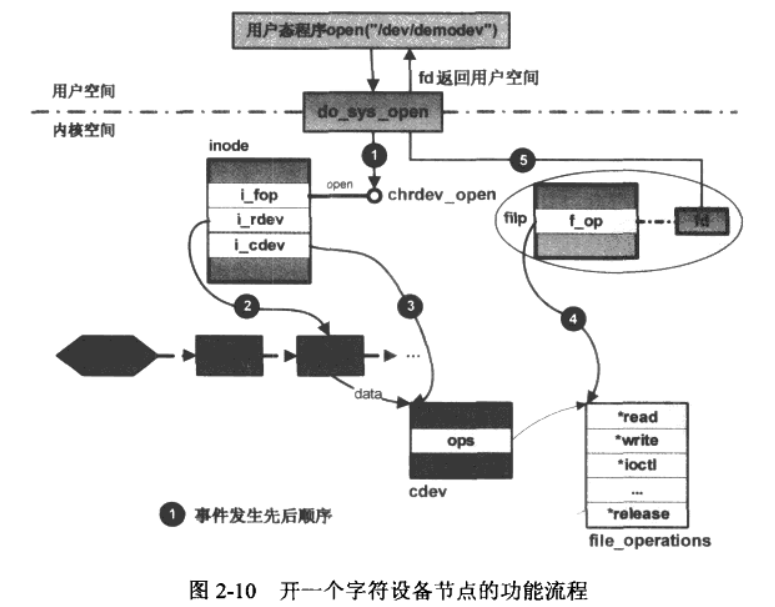 用户态程序open("/dev/demodev")
fd返回用户空间
用户空间
do_sys_open
内核空间
1
5
inode
open
chrdev_open
i_fop
i_rdev
i_cdev
filp
f_op
fd
2
3
4
...
data
ops
cdev
*read
*write
*ioctl
...
*release
file_operations
1 事件发生先后顺序
图 2-10 开一个字符设备节点的功能流程